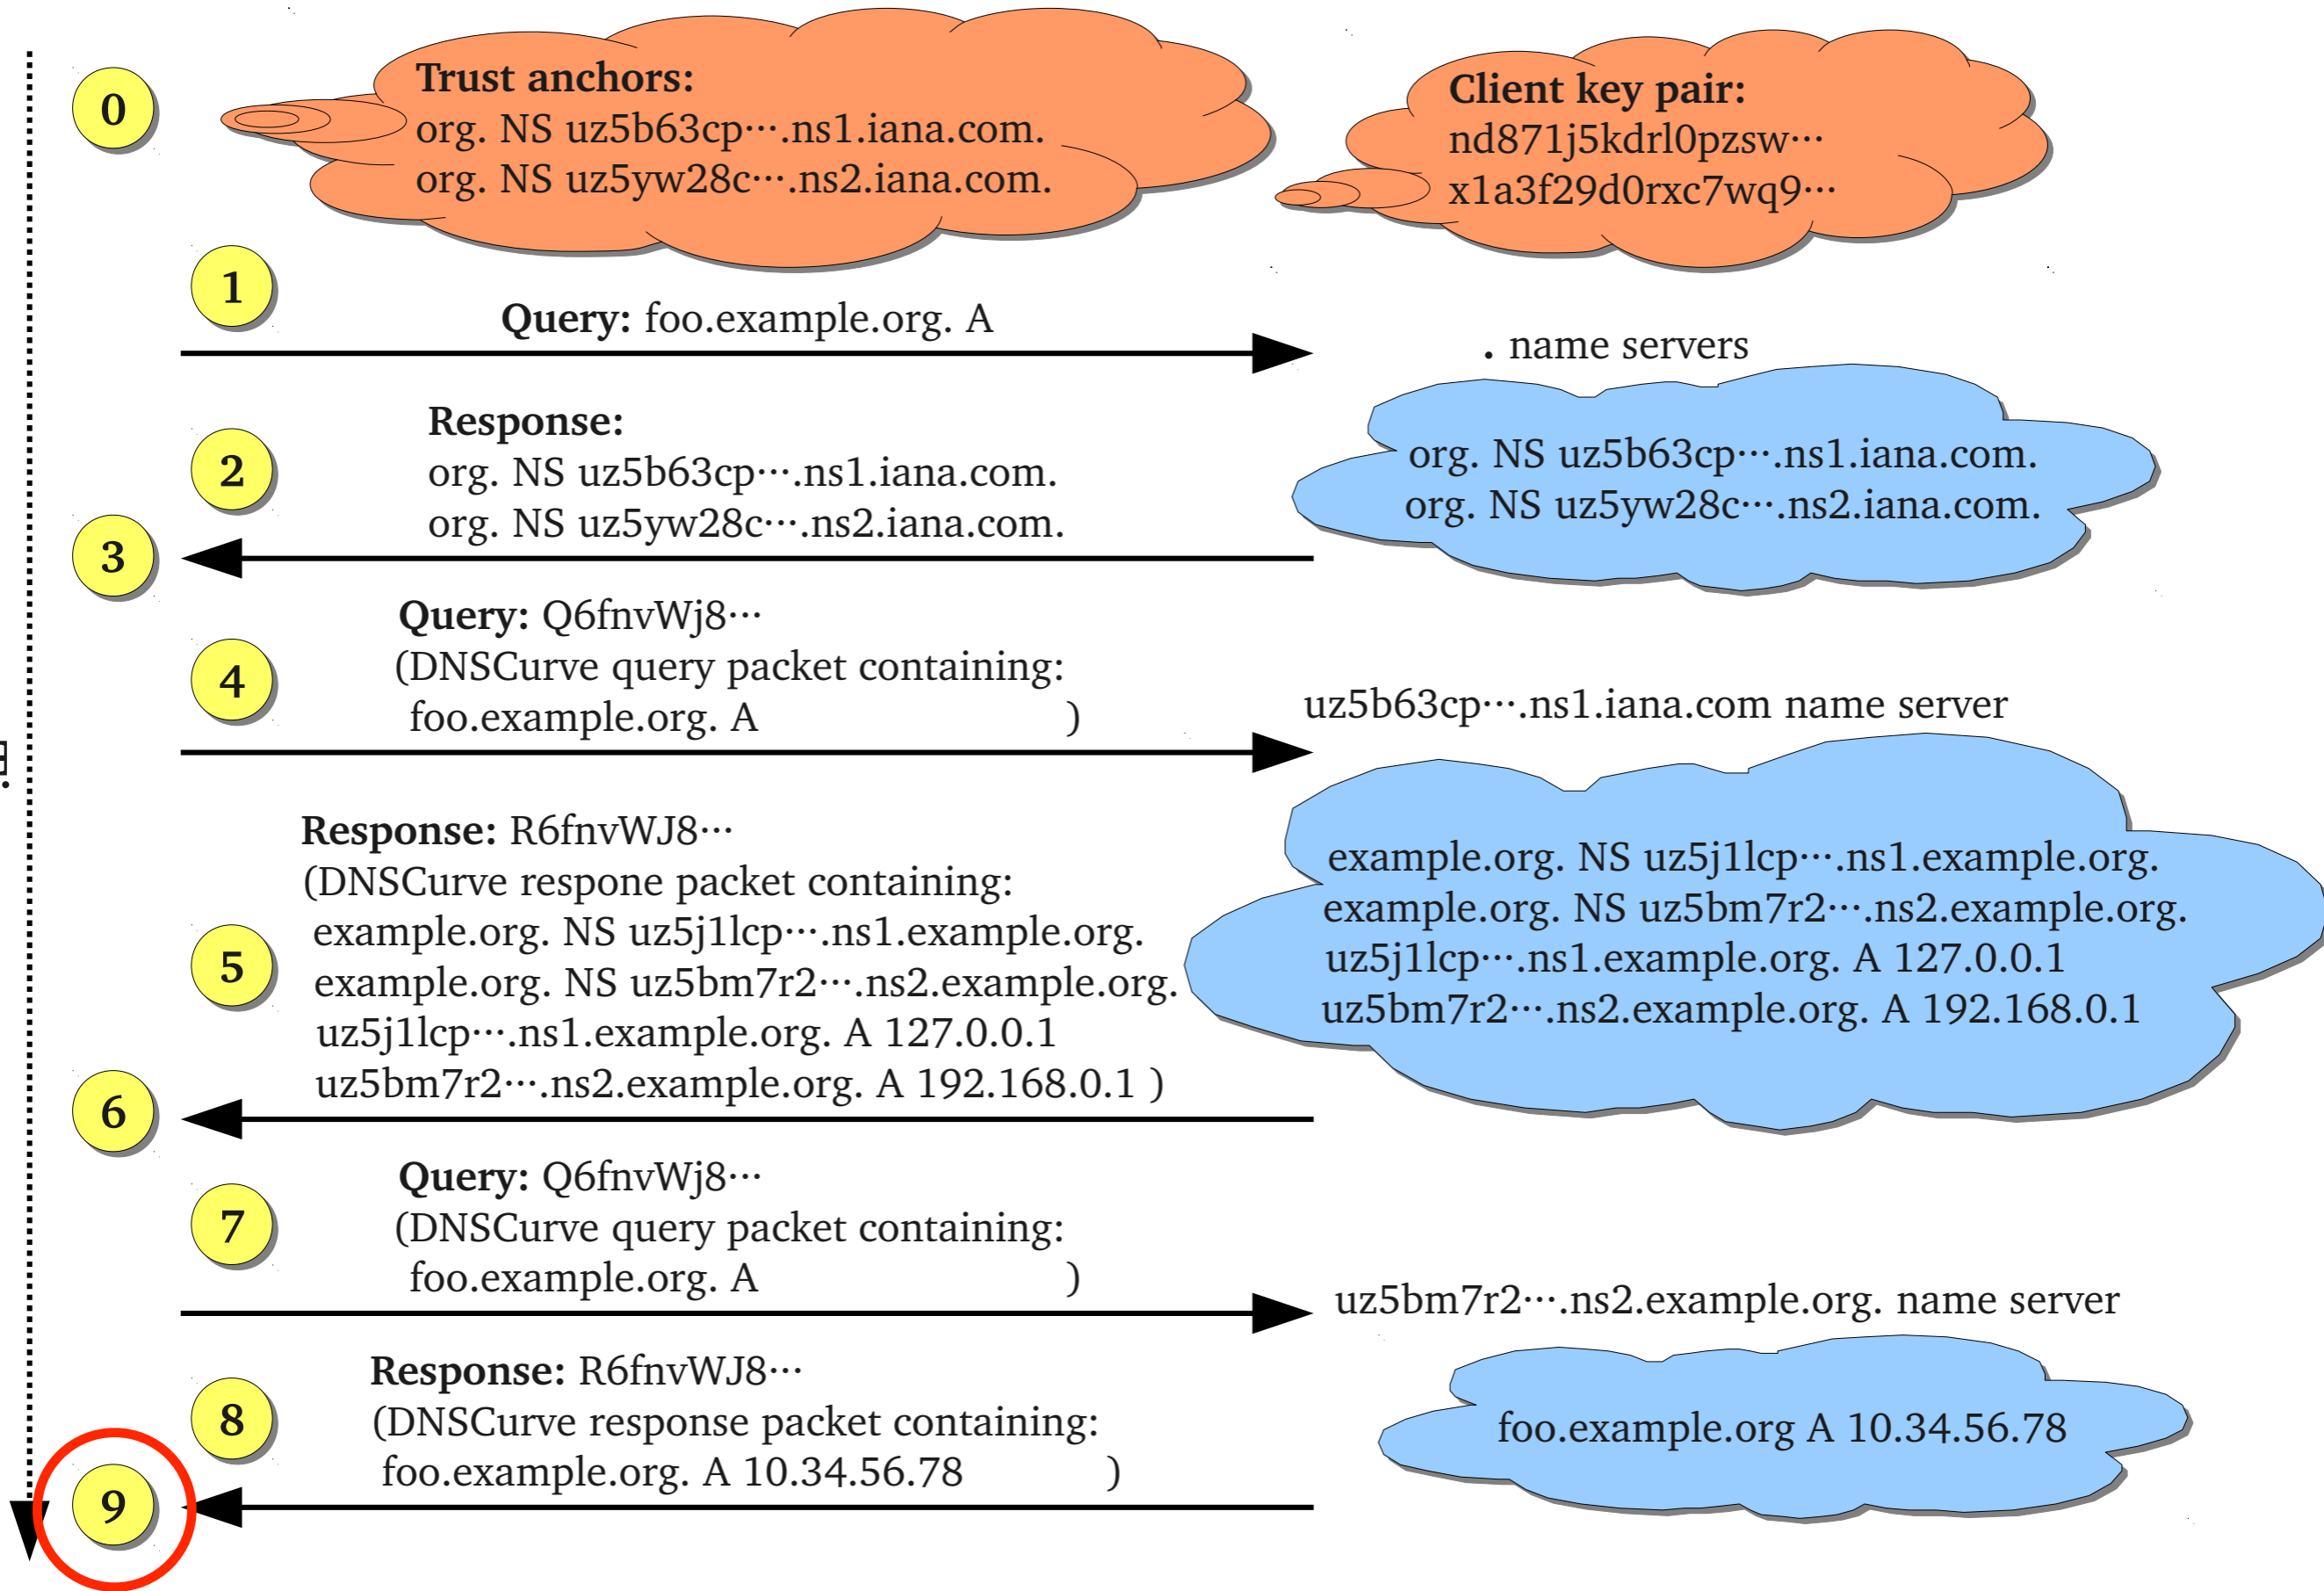 0
Trust anchors:
org. NS uz5b63cp···.ns1.iana.com.
org. NS uz5yw28c···.ns2.iana.com.
Client key pair:
nd871j5kdrl0pzsw···
x1a3f29d0rxc7wq9···
1
Query: foo.example.org. A
. name servers
2
Response:
org. NS uz5b63cp···.ns1.iana.com.
org. NS uz5yw28c···.ns2.iana.com.
org. NS uz5b63cp···.ns1.iana.com.
org. NS uz5yw28c···.ns2.iana.com.
3
4
Query: Q6fnvWj8···
(DNSCurve query packet containing:
foo.example.org. A )
uz5b63cp···.ns1.iana.com name server
5
Response: R6fnvWJ8···
(DNSCurve respone packet containing:
example.org. NS uz5j1lcp···.ns1.example.org.
example.org. NS uz5bm7r2···.ns2.example.org.
uz5j1lcp···.ns1.example.org. A 127.0.0.1
uz5bm7r2···.ns2.example.org. A 192.168.0.1 )
example.org. NS uz5j1lcp···.ns1.example.org.
example.org. NS uz5bm7r2···.ns2.example.org.
uz5j1lcp···.ns1.example.org. A 127.0.0.1
uz5bm7r2···.ns2.example.org. A 192.168.0.1
6
7
Query: Q6fnvWj8···
(DNSCurve query packet containing:
foo.example.org. A )
uz5bm7r2···.ns2.example.org. name server
8
Response: R6fnvWJ8···
(DNSCurve response packet containing:
foo.example.org. A 10.34.56.78 )
foo.example.org A 10.34.56.78
9